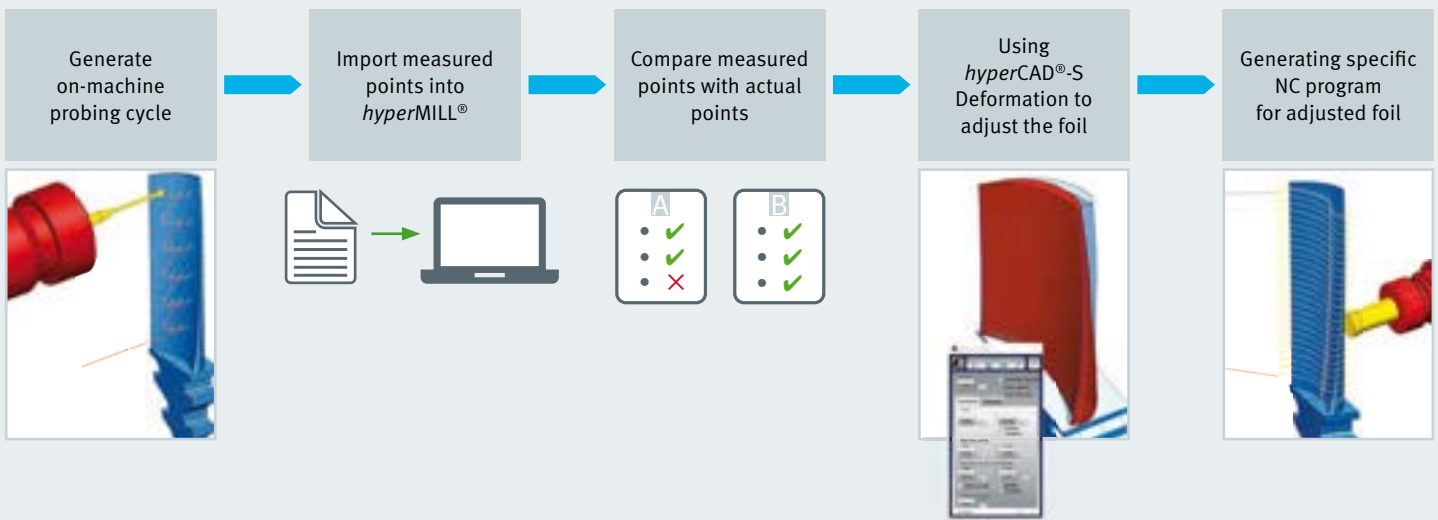 Generate
on-machine
probing cycle
Import measured
points into
hyperMILL®
Compare measured
points with actual
points
Using
hyperCAD®-S
Deformation to
adjust the foil
Generating specific
NC program
for adjusted foil
A
B